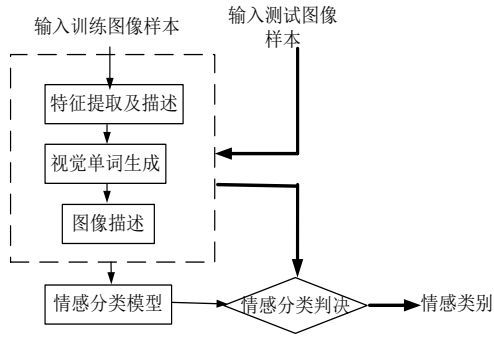 输入训练图像样本
输入测试图像
样本
特征提取及描述
视觉单词生成
图像描述
情感分类模型
情感分类判决
情感类别